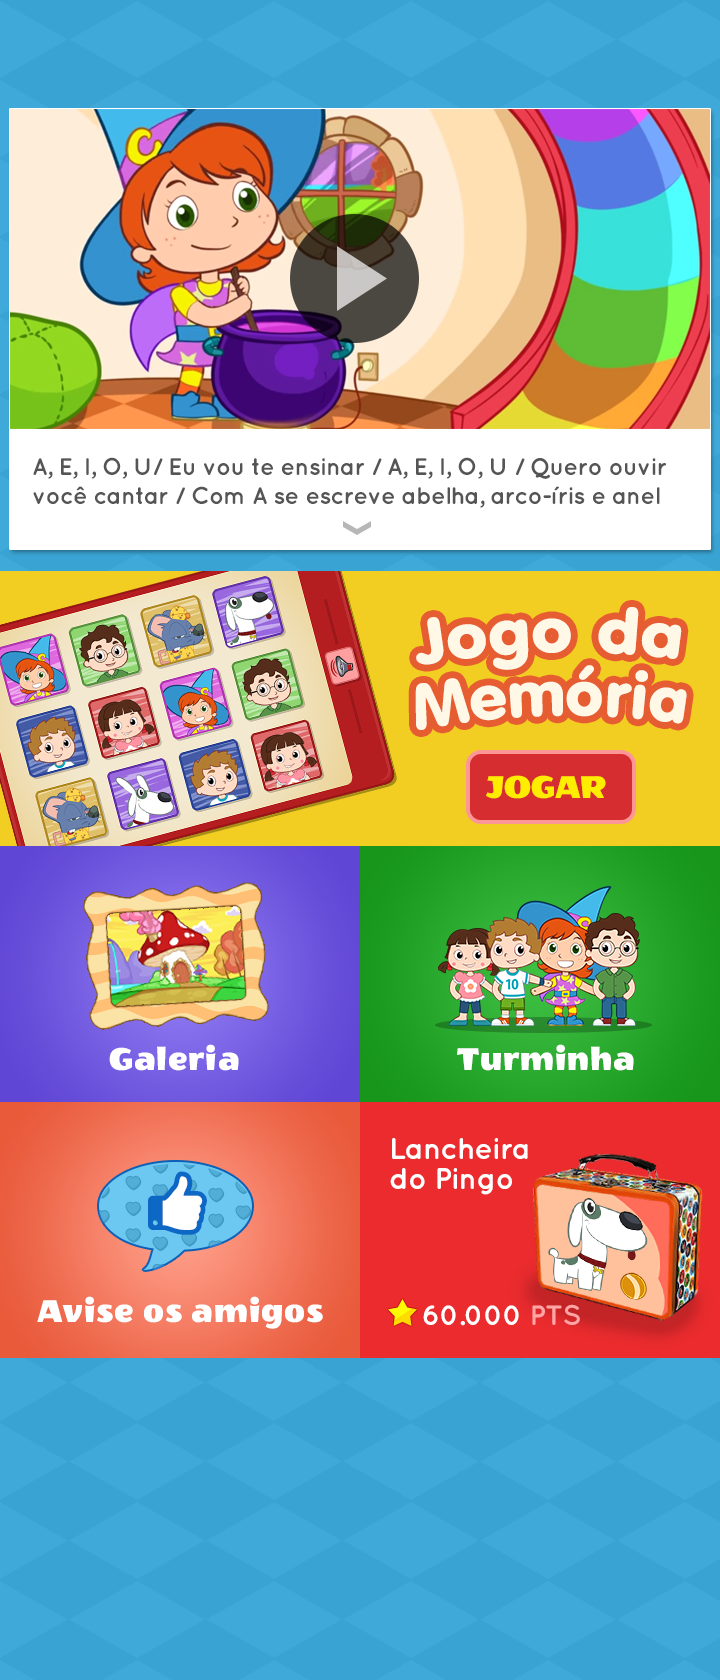 C
A, E, I, O, U/ Eu vou te ensinar / A, E, I, O, U / Quero ouvir
você cantar / Com A se escreve abelha, arco-íris e anel
Jogo da
Memória
JOGAR
10
Galeria
Turminha
Lancheira
do Pingo
Avise os amigos
60.000 PTS